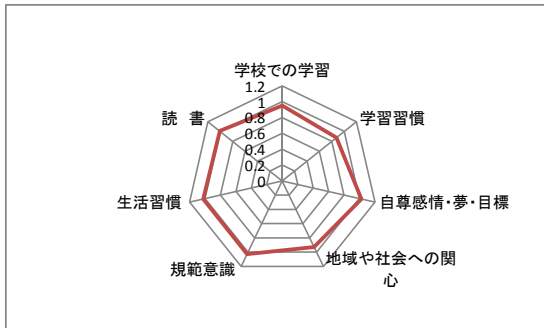 学校での学習
1.2
1
0.8
0.6
0.4
0.2
0
学習習慣
自尊感情・夢・目標
地域や社会への関
心
規範意識
生活習慣
読　書